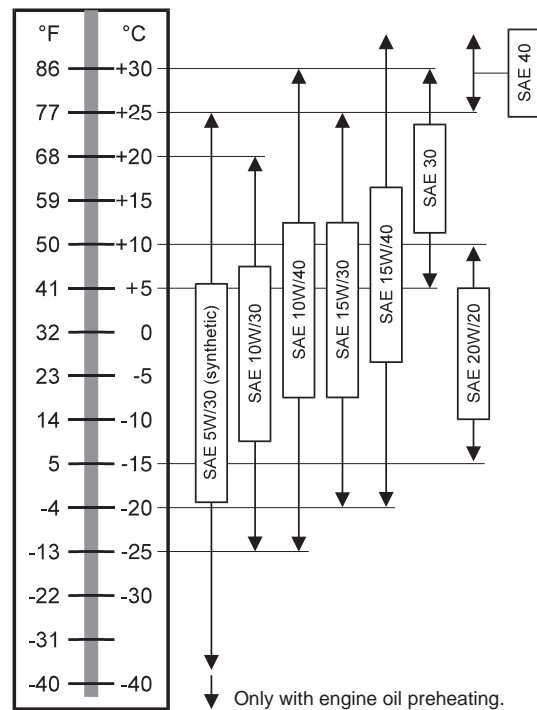 °F °C
86 +30
77 +25
68 +20
59 +15
50 +10
41 +5
32 0
23 -5
14 -10
5 -15
-4 -20
-13 -25
-22 -30
-31
-40 -40
SAE 5W/30 (synthetic)
SAE 10W/30
SAE 10W/40
SAE 15W/30
SAE 15W/40
SAE 30
SAE 20W/20
SAE 40
Only with engine oil preheating.